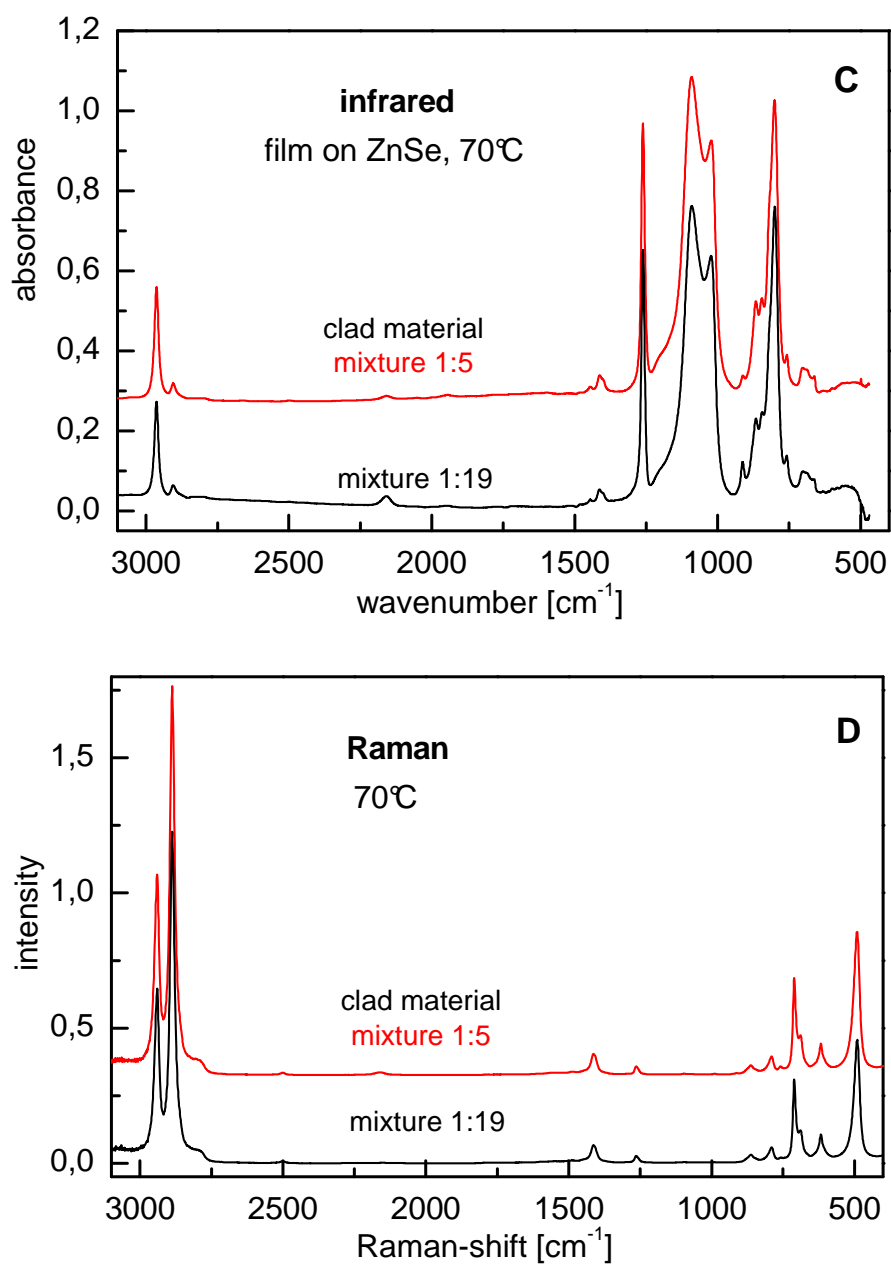 1,2
C
infrared
1,0
film on ZnSe, 70°C
0,8
absorbance
0,6
clad material
0,4
mixture 1:5
0,2
mixture 1:19
0,0
3000 2500 2000 1500 1000 500
wavenumber [cm-1]
D
Raman
1,5
70°C
1,0
intensity
clad material
0,5
mixture 1:5
mixture 1:19
0,0
3000 2500 2000 1500 1000 500
Raman-shift [cm-1]